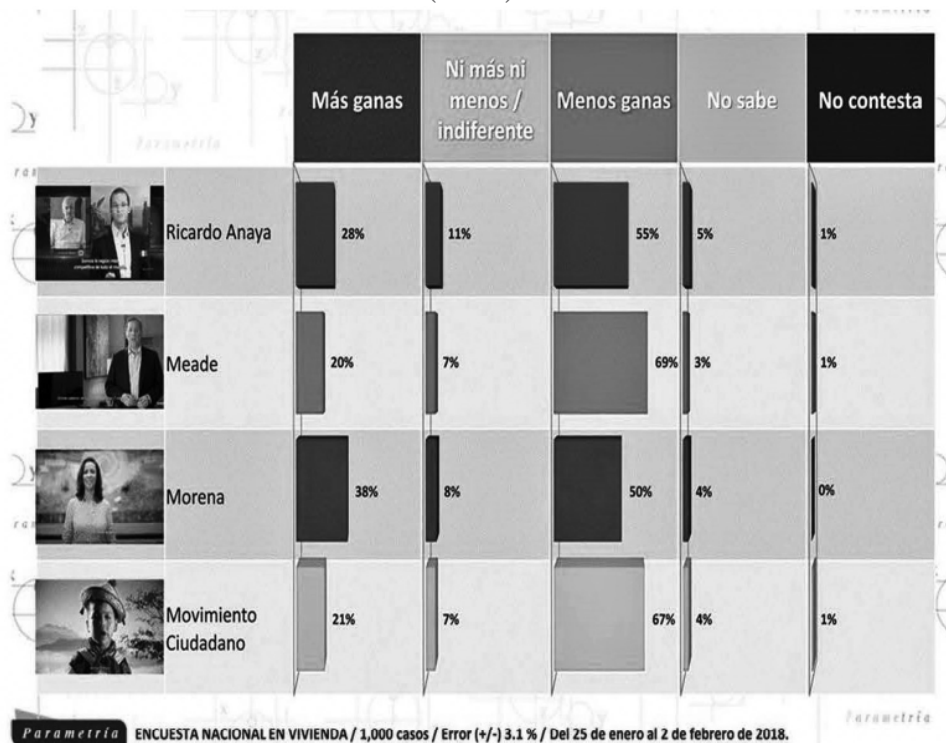 Más ganas
Ni más ni
menos /
indiferente
Menos ganas
No sabe
No contesta
Parametría
Ricardo Anaya
28%
11%
55%
5%
1%
Meade
20%
7%
69%
3%
1%
Morena
38%
8%
50%
4%
0%
Movimiento
Ciudadano
21%
7%
67%
4%
1%
Parametría
Parametría ENCUESTA NACIONAL EN VIVIENDA / 1,000 casos / Error (+/-) 3.1 % / Del 25 de enero al 2 de febrero de 2018.